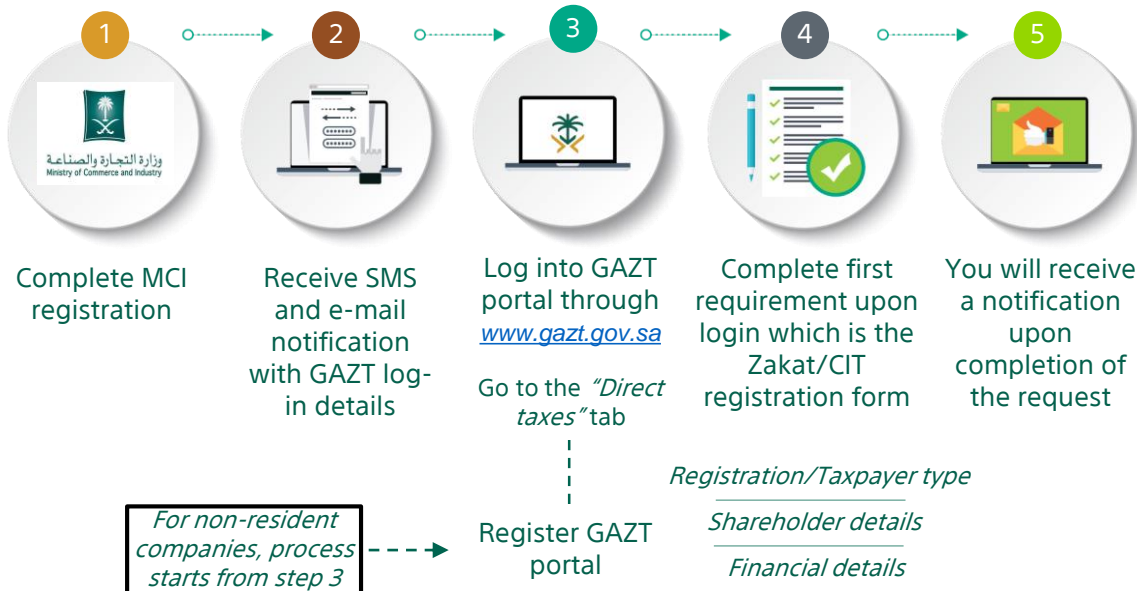 1
2
3
4
5
وزارة التجارة والصناعة
Ministry of Commerce and Industry
Complete MCI
registration
Receive SMS
and e-mail
notification
with GAZT log-
in details
Log into GAZT
portal through
www.gazt.gov.sa
Go to the "Direct
taxes" tab
Complete first
requirement upon
login which is the
Zakat/CIT
registration form
You will receive
a notification
upon
completion of
the request
For non-resident
companies, process
starts from step 3
Register GAZT
portal
Registration/Taxpayer type
Shareholder details
Financial details